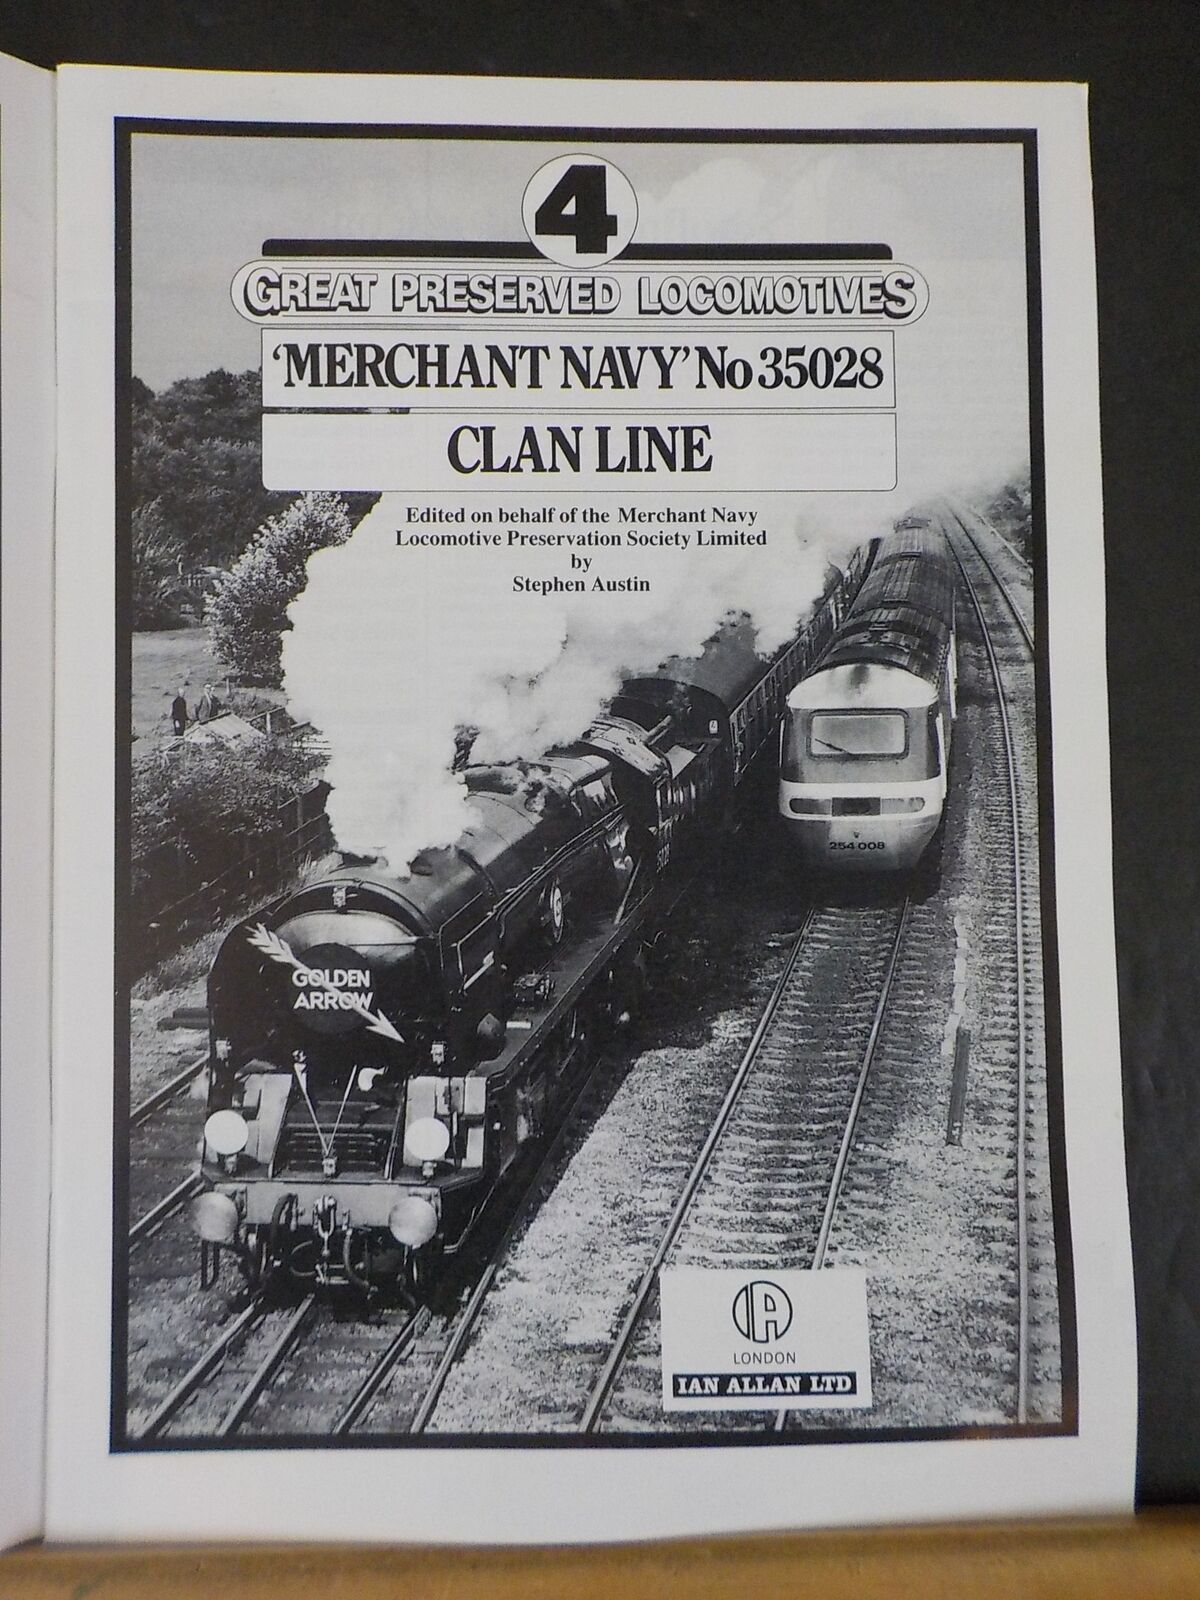 4
GREAT PRESERVED LOCOMOTIVES
‘MERCHANT NAVY’ No 35028
CLAN LINE
Edited on behalf of the Merchant Navy
Locomotive Preservation Society Limited
by
Stephen Austin
254 008
GOLDEN
ARROW
IA
LONDON
IAN ALLAN LTD